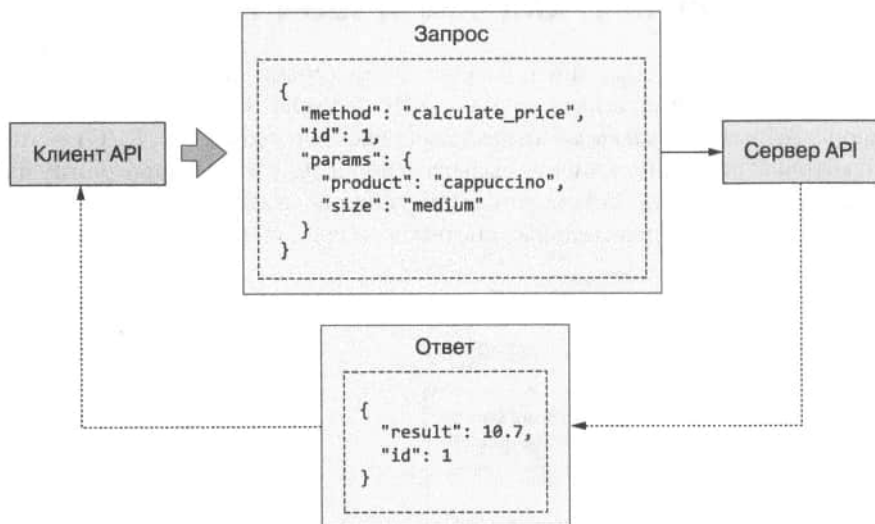 Запрос
{
"method": "calculate_price",
"id": 1,
"params": {
"product": "cappuccino",
"size": "medium"
}
}
Клиент API
Сервер API
Ответ
{
"result": 10.7,
"id": 1
}